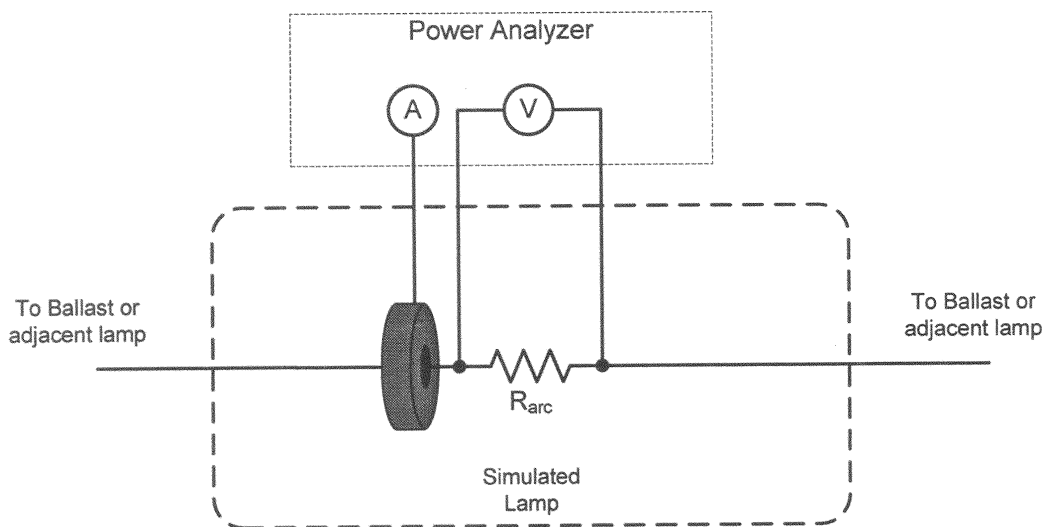 Power Analyzer
A
V
To Ballast or
adjacent lamp
To Ballast or
adjacent lamp
Rarc
Simulated
Lamp